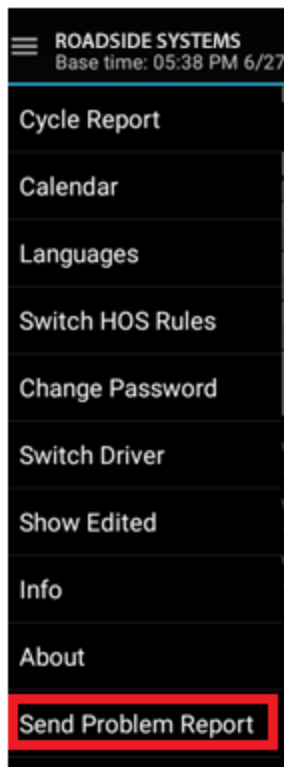 ROADSIDE SYSTEMS
Base time: 05:38 PM 6/27
Cycle Report
Calendar
Languages
Switch HOS Rules
Change Password
Switch Driver
Show Edited
Info
About
Send Problem Report